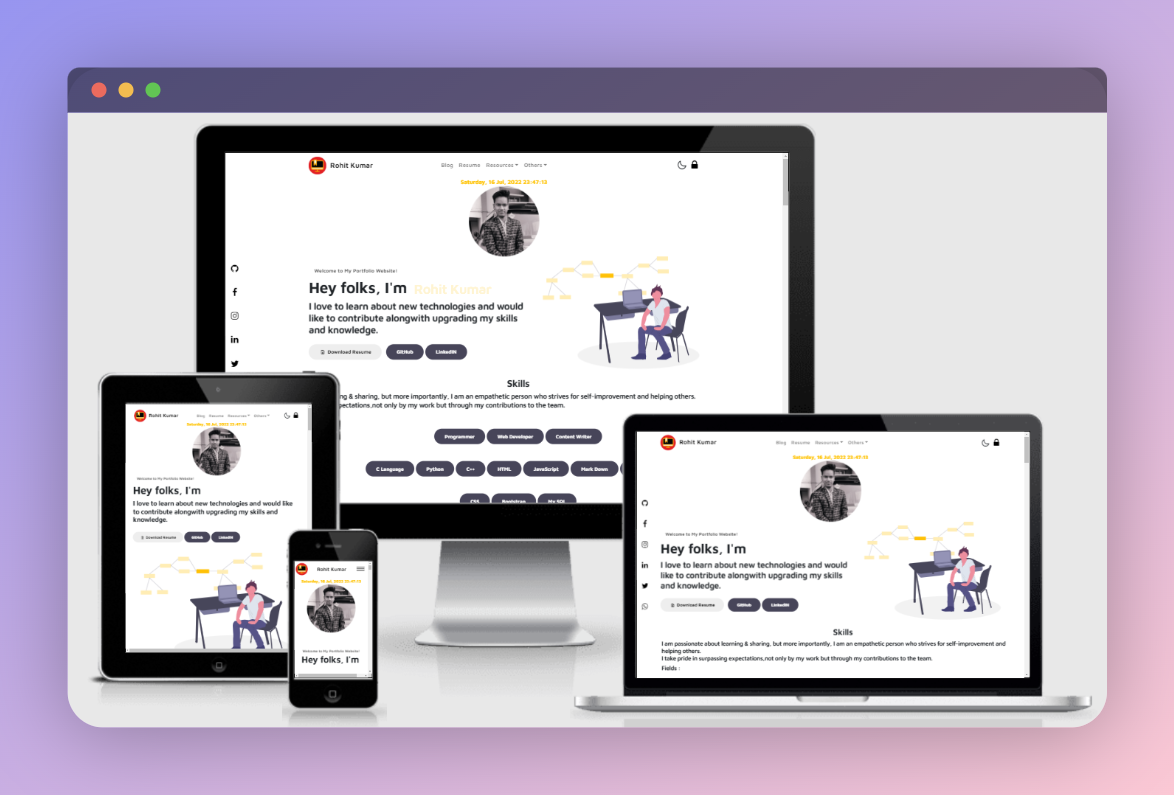 Rohit Kumar
Blog Resume Resources Others
Saturday, 16 Jul, 2022 23:47:13
Welcome to My Portfolio Website!
Hey folks, I'm Rohit Kumar
I love to learn about new technologies and would
like to contribute alongwith upgrading my skills
and knowledge.
Download Resume GitHub LinkedIN
Skills
ng & sharing, but more importantly, I am an empathetic person who strives for self-improvement and helping others.
xpectations,not only by my work but through my contributions to the team.
Programmer Web Developer Content Writer
C Language Python C++ HTML JavaScript Mark Down
CSS Bootstrap My SQL
Rohit Kumar
Blog Resume Resources Others
Saturday, 16 Jul, 2022 23:47:13
Welcome to My Portfolio Website!
Hey folks, I'm
I love to learn about new technologies and would like
to contribute alongwith upgrading my skills and
knowledge.
Download Resume GitHub LinkedIN
Rohit Kumar
Saturday, 16 Jul, 2022 23:47:13
Welcome to My Portfolio Website!
Hey folks, I'm
Rohit Kumar
Blog Resume Resources Others
Saturday, 16 Jul, 2022 23:47:13
Welcome to My Portfolio Website!
Hey folks, I'm
I love to learn about new technologies and would
like to contribute alongwith upgrading my skills
and knowledge.
Download Resume GitHub LinkedIN
Skills
I am passionate about learning & sharing, but more importantly, I am an empathetic person who strives for self-improvement and
helping others.
I take pride in surpassing expectations,not only by my work but through my contributions to the team.
Fields :